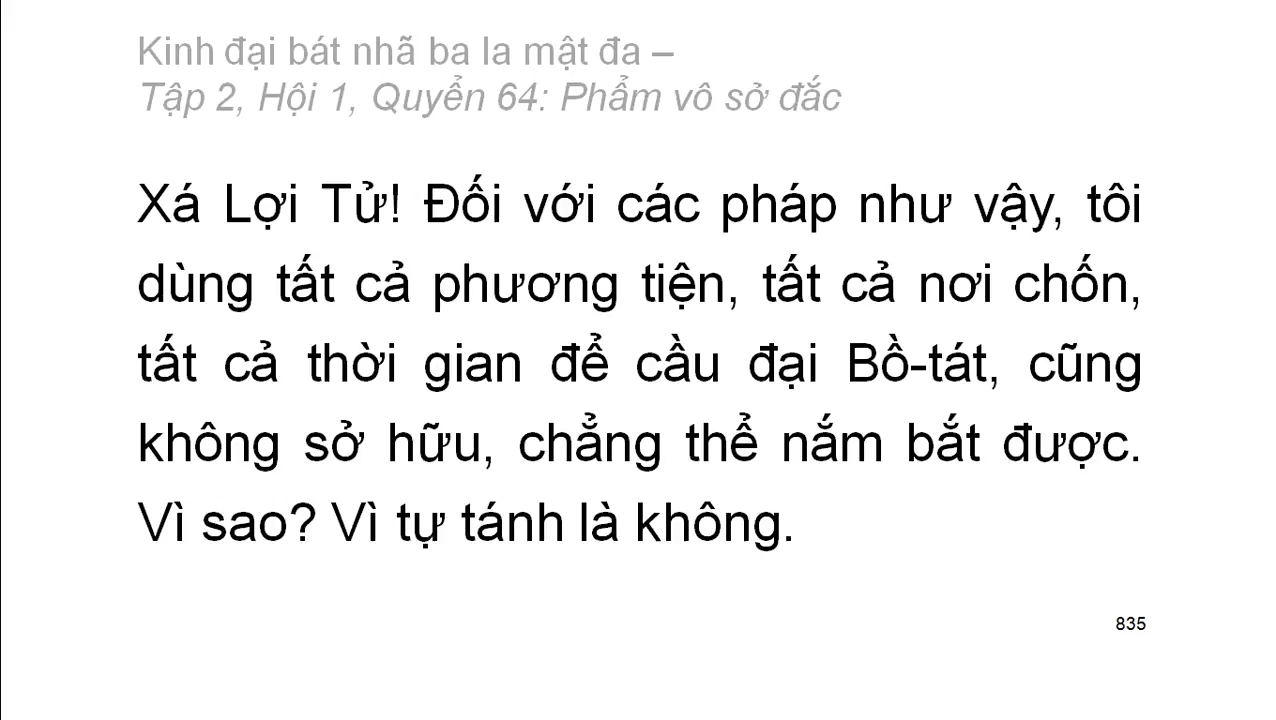 Kinh đại bát nhã ba la mật đa –
Tập 2, Hội 1, Quyển 64: Phẩm vô sở đắc
Xá Lợi Tử! Đối với các pháp như vậy, tôi
dùng tất cả phương tiện, tất cả nơi chốn,
tất cả thời gian để cầu đại Bồ-tát, cũng
không sở hữu, chẳng thể nắm bắt được.
Vì sao? Vì tự tánh là không.
835